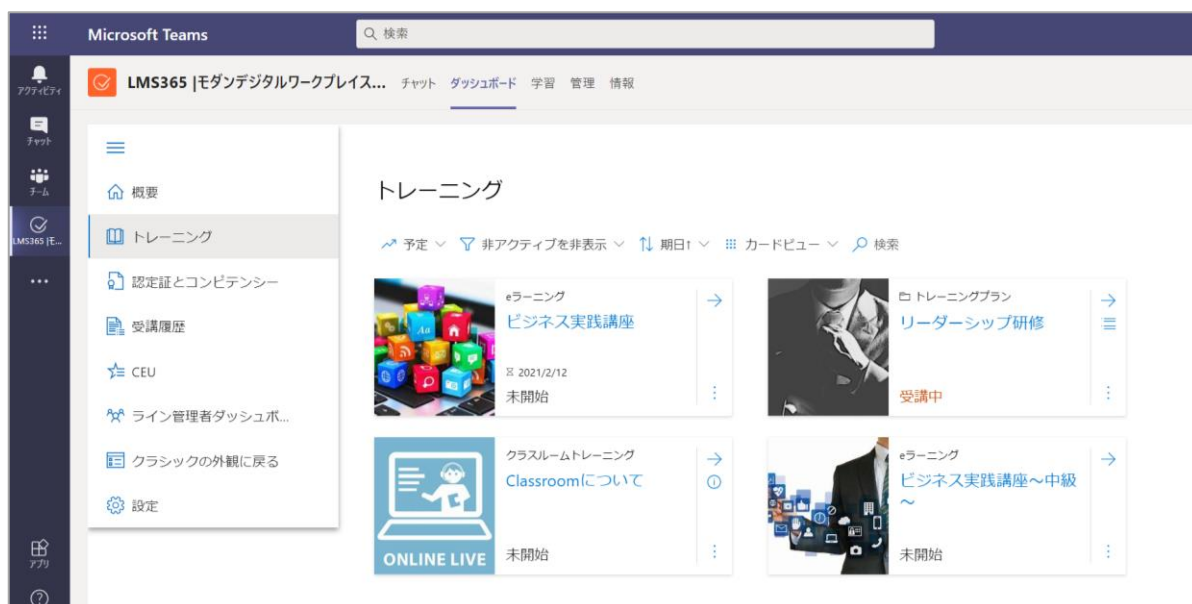 Microsoft Teams
検索
アクティビティ
チャット
チーム
LMS365 |モ...
アプリ
LMS365 |モダンデジタルワークプレイス... チャット ダッシュボード 学習 管理 情報
概要
トレーニング
認定証とコンピテンシー
受講履歴
CEU
ライン管理者ダッシュボ...
クラシックの外観に戻る
設定
トレーニング
予定 非アクティブを非表示 期日↑ カードビュー 検索
eラーニング
ビジネス実践講座
2021/2/12
未開始
トレーニングプラン
リーダーシップ研修
受講中
ONLINE LIVE
クラスルームトレーニング
Classroomについて
未開始
eラーニング
ビジネス実践講座～中級
～
未開始